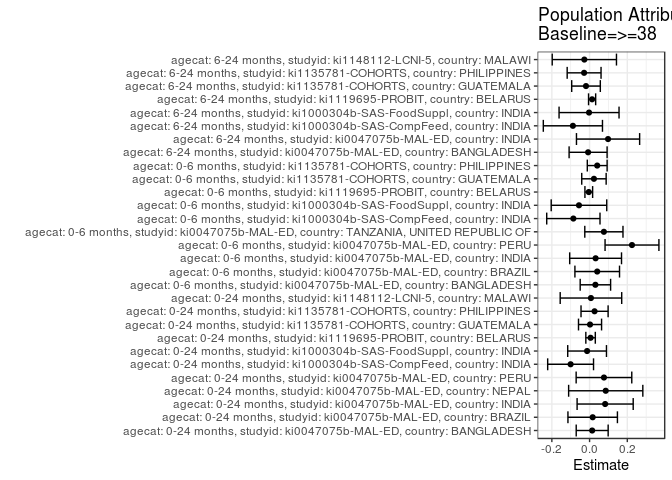 Population Attribu
Baseline=>=38
agecat: 6-24 months, studyid: ki1148112-LCNI-5, country: MALAWI
agecat: 6-24 months, studyid: ki1135781-COHORTS, country: PHILIPPINES
agecat: 6-24 months, studyid: ki1135781-COHORTS, country: GUATEMALA
agecat: 6-24 months, studyid: ki1119695-PROBIT, country: BELARUS
agecat: 6-24 months, studyid: ki1000304b-SAS-FoodSuppl, country: INDIA
agecat: 6-24 months, studyid: ki1000304b-SAS-CompFeed, country: INDIA
agecat: 6-24 months, studyid: ki0047075b-MAL-ED, country: INDIA
agecat: 6-24 months, studyid: ki0047075b-MAL-ED, country: BANGLADESH
agecat: 0-6 months, studyid: ki1135781-COHORTS, country: PHILIPPINES
agecat: 0-6 months, studyid: ki1135781-COHORTS, country: GUATEMALA
agecat: 0-6 months, studyid: ki1119695-PROBIT, country: BELARUS
agecat: 0-6 months, studyid: ki1000304b-SAS-FoodSuppl, country: INDIA
agecat: 0-6 months, studyid: ki1000304b-SAS-CompFeed, country: INDIA
agecat: 0-6 months, studyid: ki0047075b-MAL-ED, country: TANZANIA, UNITED REPUBLIC OF
agecat: 0-6 months, studyid: ki0047075b-MAL-ED, country: PERU
agecat: 0-6 months, studyid: ki0047075b-MAL-ED, country: INDIA
agecat: 0-6 months, studyid: ki0047075b-MAL-ED, country: BRAZIL
agecat: 0-6 months, studyid: ki0047075b-MAL-ED, country: BANGLADESH
agecat: 0-24 months, studyid: ki1148112-LCNI-5, country: MALAWI
agecat: 0-24 months, studyid: ki1135781-COHORTS, country: PHILIPPINES
agecat: 0-24 months, studyid: ki1135781-COHORTS, country: GUATEMALA
agecat: 0-24 months, studyid: ki1119695-PROBIT, country: BELARUS
agecat: 0-24 months, studyid: ki1000304b-SAS-FoodSuppl, country: INDIA
agecat: 0-24 months, studyid: ki1000304b-SAS-CompFeed, country: INDIA
agecat: 0-24 months, studyid: ki0047075b-MAL-ED, country: PERU
agecat: 0-24 months, studyid: ki0047075b-MAL-ED, country: NEPAL
agecat: 0-24 months, studyid: ki0047075b-MAL-ED, country: INDIA
agecat: 0-24 months, studyid: ki0047075b-MAL-ED, country: BRAZIL
agecat: 0-24 months, studyid: ki0047075b-MAL-ED, country: BANGLADESH
-0.2 0.0 0.2
Estimate